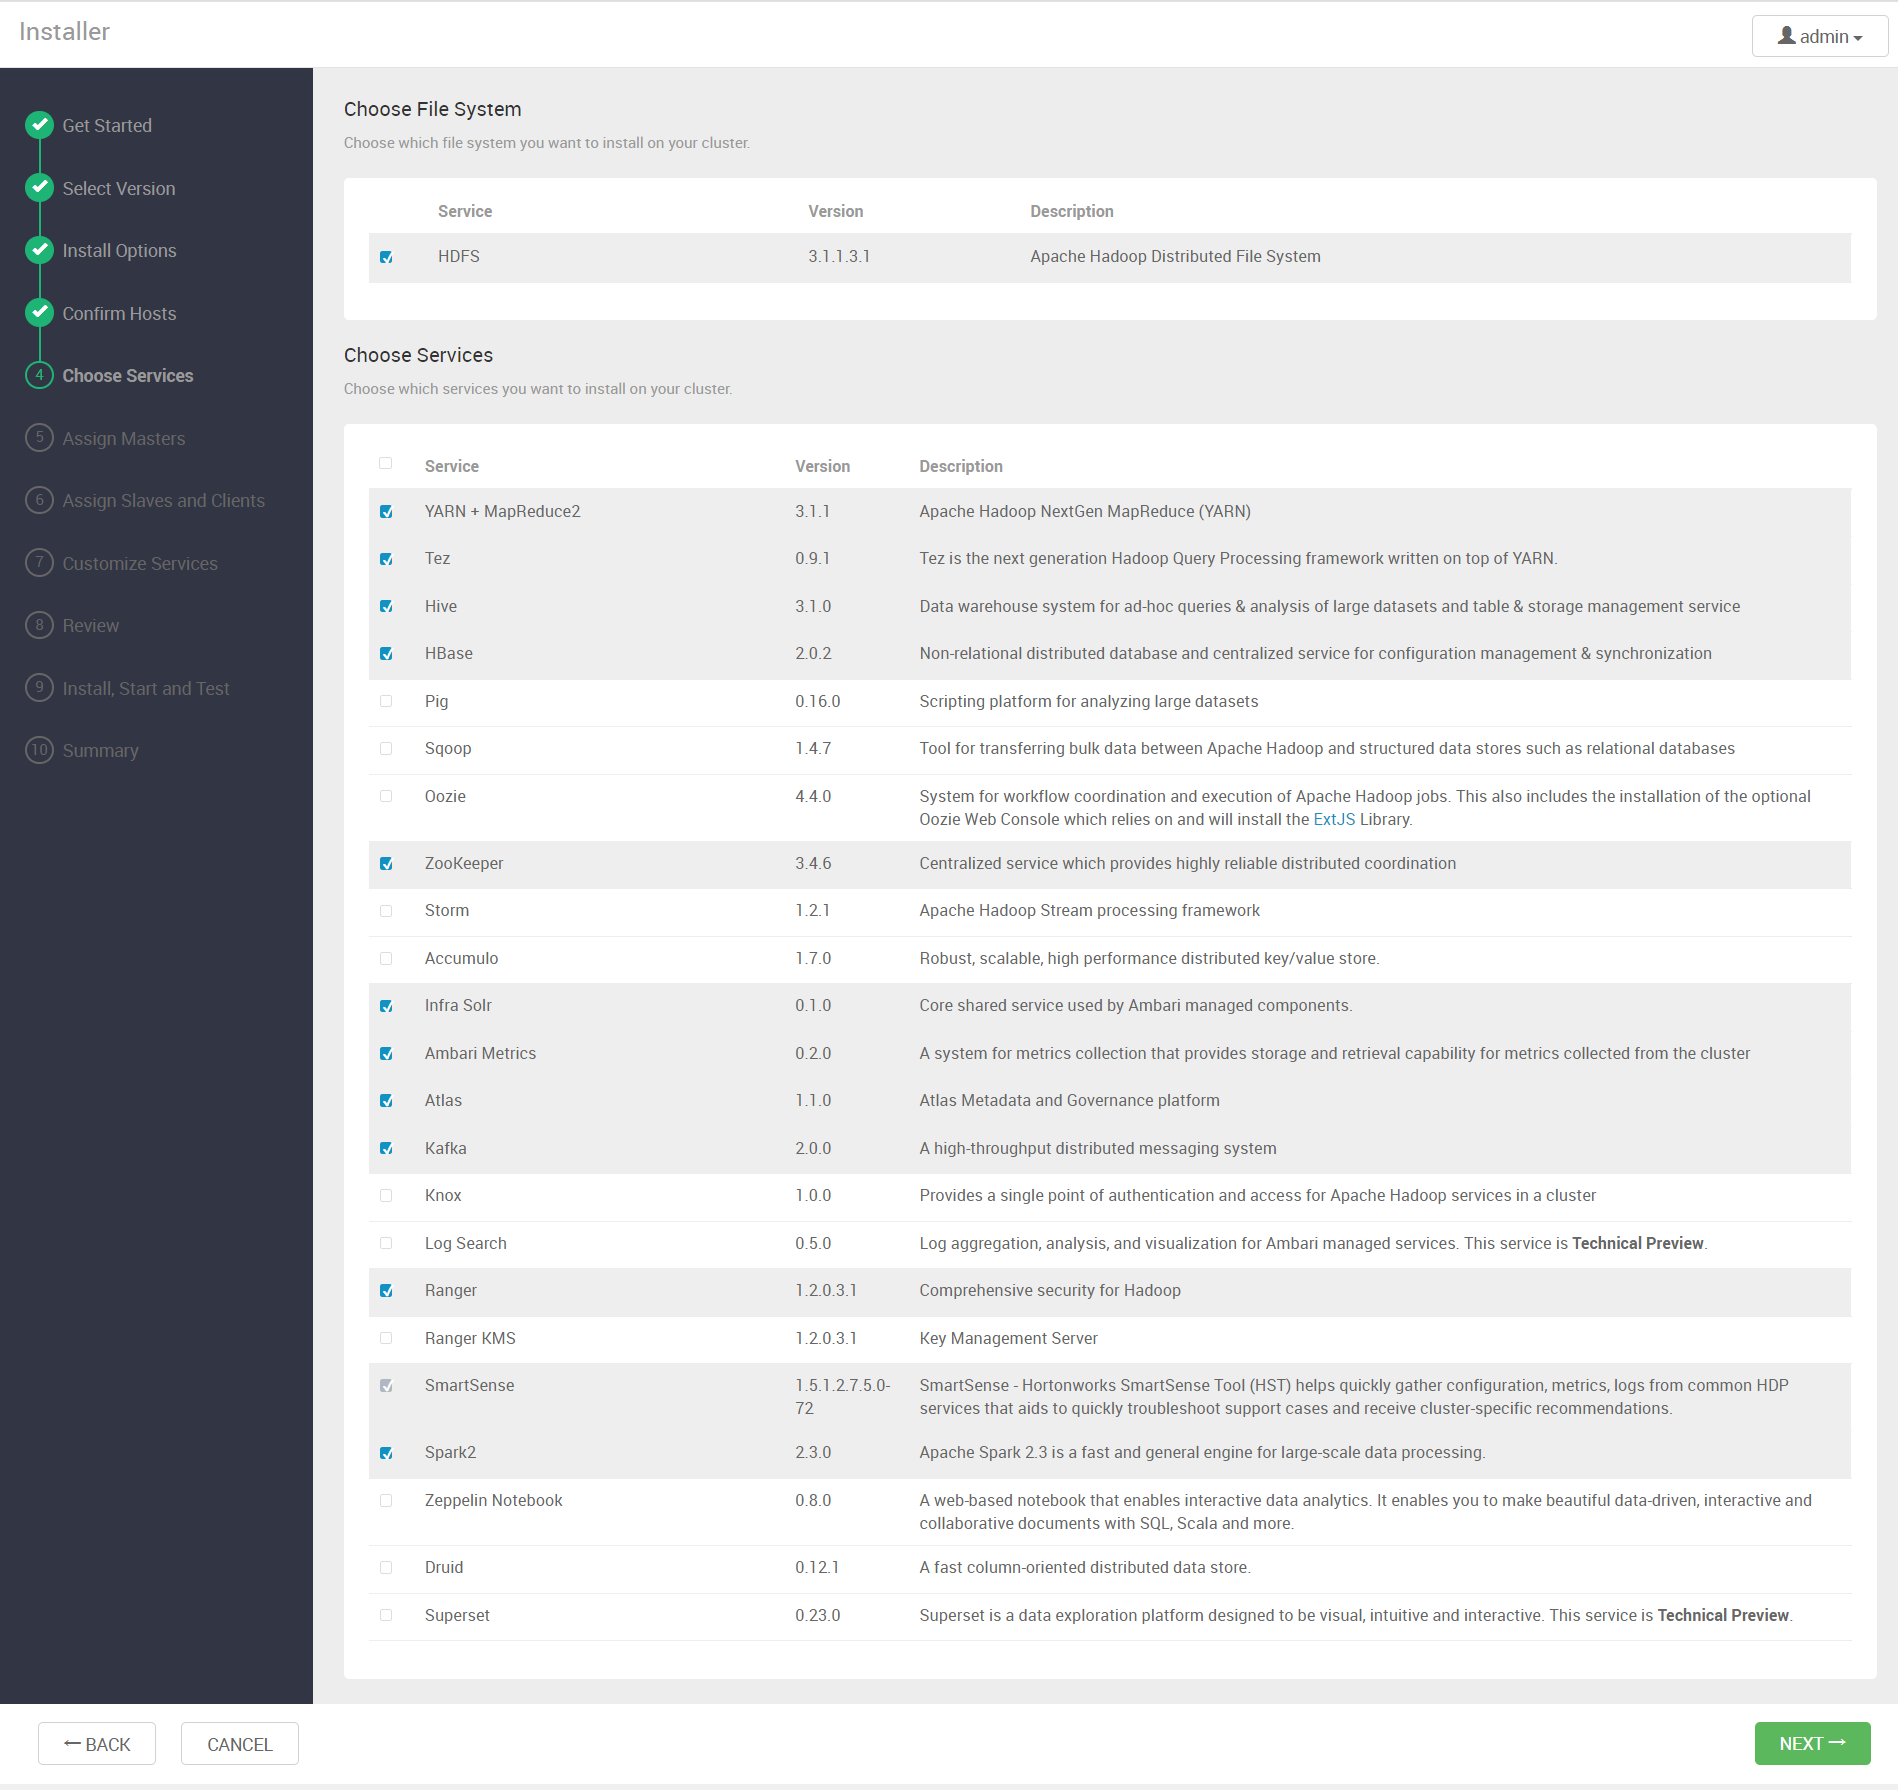 Installer
admin
Get Started
Select Version
Install Options
Confirm Hosts
4 Choose Services
5 Assign Masters
6 Assign Slaves and Clients
7 Customize Services
8 Review
9 Install, Start and Test
10 Summary
Choose File System
Choose which file system you want to install on your cluster.
Service Version Description
HDFS 3.1.1.3.1 Apache Hadoop Distributed File System
Choose Services
Choose which services you want to install on your cluster.
Service Version Description
YARN + MapReduce2 3.1.1 Apache Hadoop NextGen MapReduce (YARN)
Tez 0.9.1 Tez is the next generation Hadoop Query Processing framework written on top of YARN.
Hive 3.1.0 Data warehouse system for ad-hoc queries & analysis of large datasets and table & storage management service
HBase 2.0.2 Non-relational distributed database and centralized service for configuration management & synchronization
Pig 0.16.0 Scripting platform for analyzing large datasets
Sqoop 1.4.7 Tool for transferring bulk data between Apache Hadoop and structured data stores such as relational databases
Oozie 4.4.0 System for workflow coordination and execution of Apache Hadoop jobs. This also includes the installation of the optional
Oozie Web Console which relies on and will install the ExtJS Library.
ZooKeeper 3.4.6 Centralized service which provides highly reliable distributed coordination
Storm 1.2.1 Apache Hadoop Stream processing framework
Accumulo 1.7.0 Robust, scalable, high performance distributed key/value store.
Infra Solr 0.1.0 Core shared service used by Ambari managed components.
Ambari Metrics 0.2.0 A system for metrics collection that provides storage and retrieval capability for metrics collected from the cluster
Atlas 1.1.0 Atlas Metadata and Governance platform
Kafka 2.0.0 A high-throughput distributed messaging system
Knox 1.0.0 Provides a single point of authentication and access for Apache Hadoop services in a cluster
Log Search 0.5.0 Log aggregation, analysis, and visualization for Ambari managed services. This service is Technical Preview.
Ranger 1.2.0.3.1 Comprehensive security for Hadoop
Ranger KMS 1.2.0.3.1 Key Management Server
SmartSense 1.5.1.2.7.5.0- SmartSense - Hortonworks SmartSense Tool (HST) helps quickly gather configuration, metrics, logs from common HDP
72 services that aids to quickly troubleshoot support cases and receive cluster-specific recommendations.
Spark2 2.3.0 Apache Spark 2.3 is a fast and general engine for large-scale data processing.
Zeppelin Notebook 0.8.0 A web-based notebook that enables interactive data analytics. It enables you to make beautiful data-driven, interactive and
collaborative documents with SQL, Scala and more.
Druid 0.12.1 A fast column-oriented distributed data store.
Superset 0.23.0 Superset is a data exploration platform designed to be visual, intuitive and interactive. This service is Technical Preview.
← BACK CANCEL NEXT →